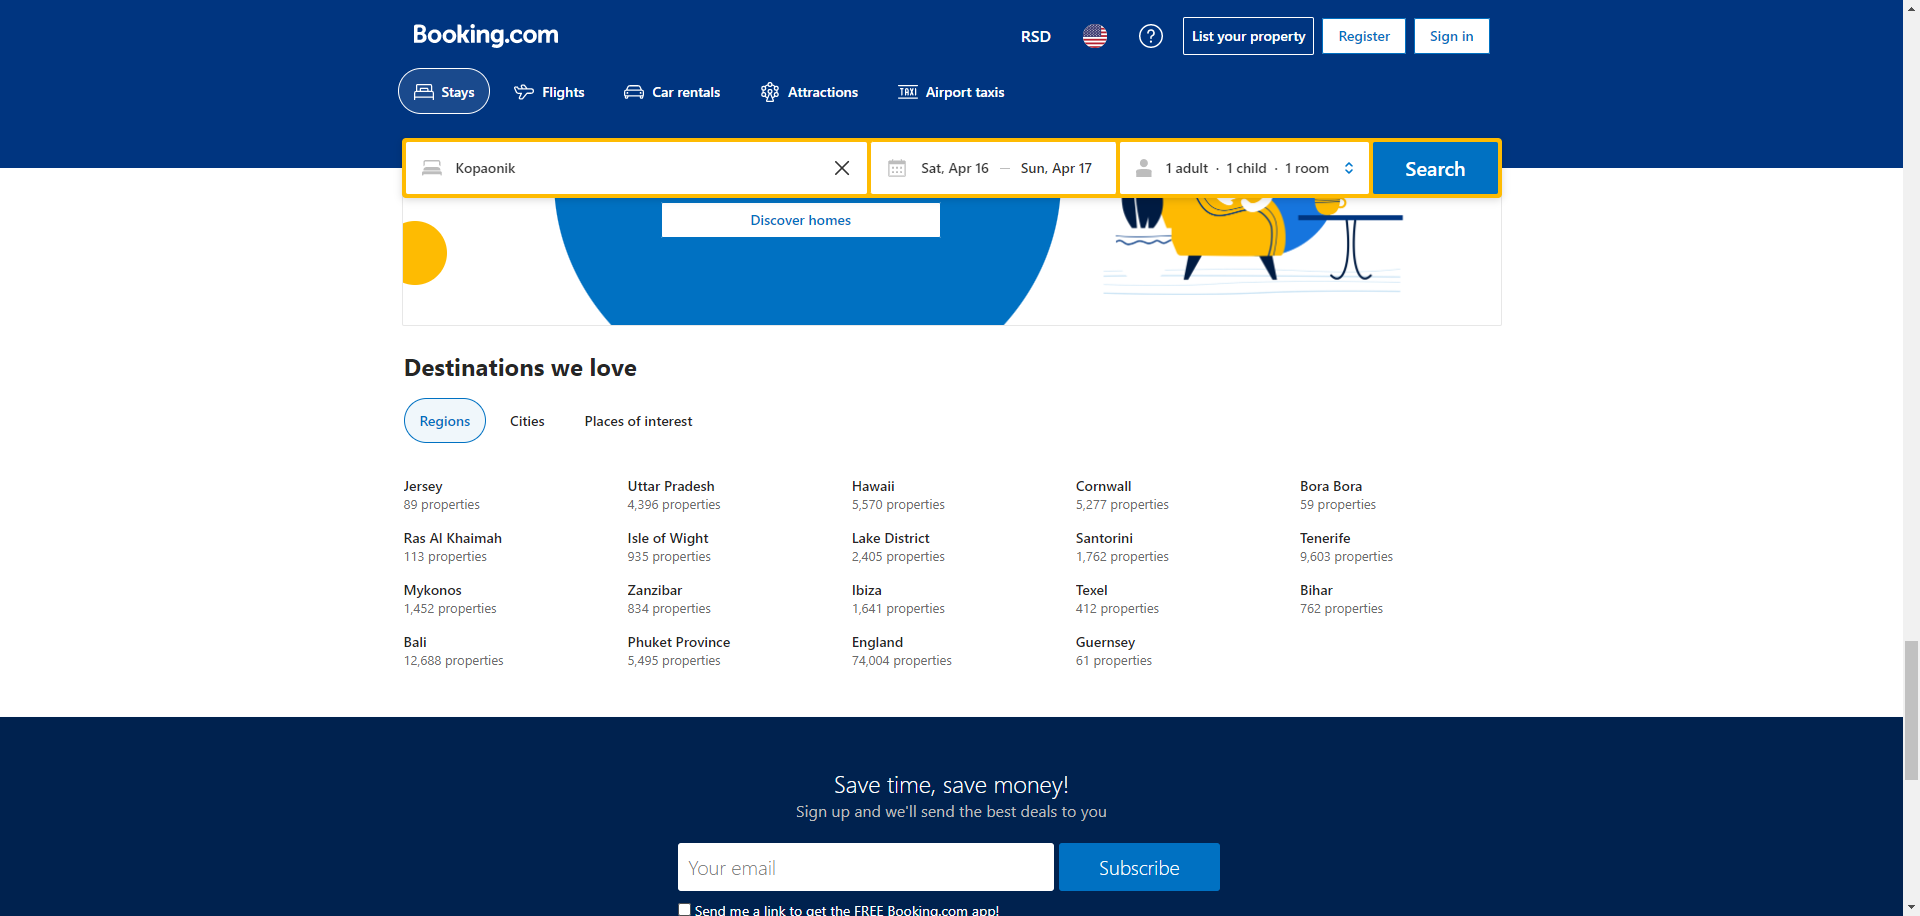 Booking.com
RSD
List your property
Register
Sign in
Stays
Flights
Car rentals
Attractions
TAXI Airport taxis
Kopaonik
Sat, Apr 16 — Sun, Apr 17
1 adult · 1 child · 1 room
Search
Discover homes
Destinations we love
Regions
Cities
Places of interest
Jersey
89 properties
Uttar Pradesh
4,396 properties
Hawaii
5,570 properties
Cornwall
5,277 properties
Bora Bora
59 properties
Ras Al Khaimah
113 properties
Isle of Wight
935 properties
Lake District
2,405 properties
Santorini
1,762 properties
Tenerife
9,603 properties
Mykonos
1,452 properties
Zanzibar
834 properties
Ibiza
1,641 properties
Texel
412 properties
Bihar
762 properties
Bali
12,688 properties
Phuket Province
5,495 properties
England
74,004 properties
Guernsey
61 properties
Save time, save money!
Sign up and we'll send the best deals to you
Your email
Subscribe
Send me a link to get the FREE Booking.com app!